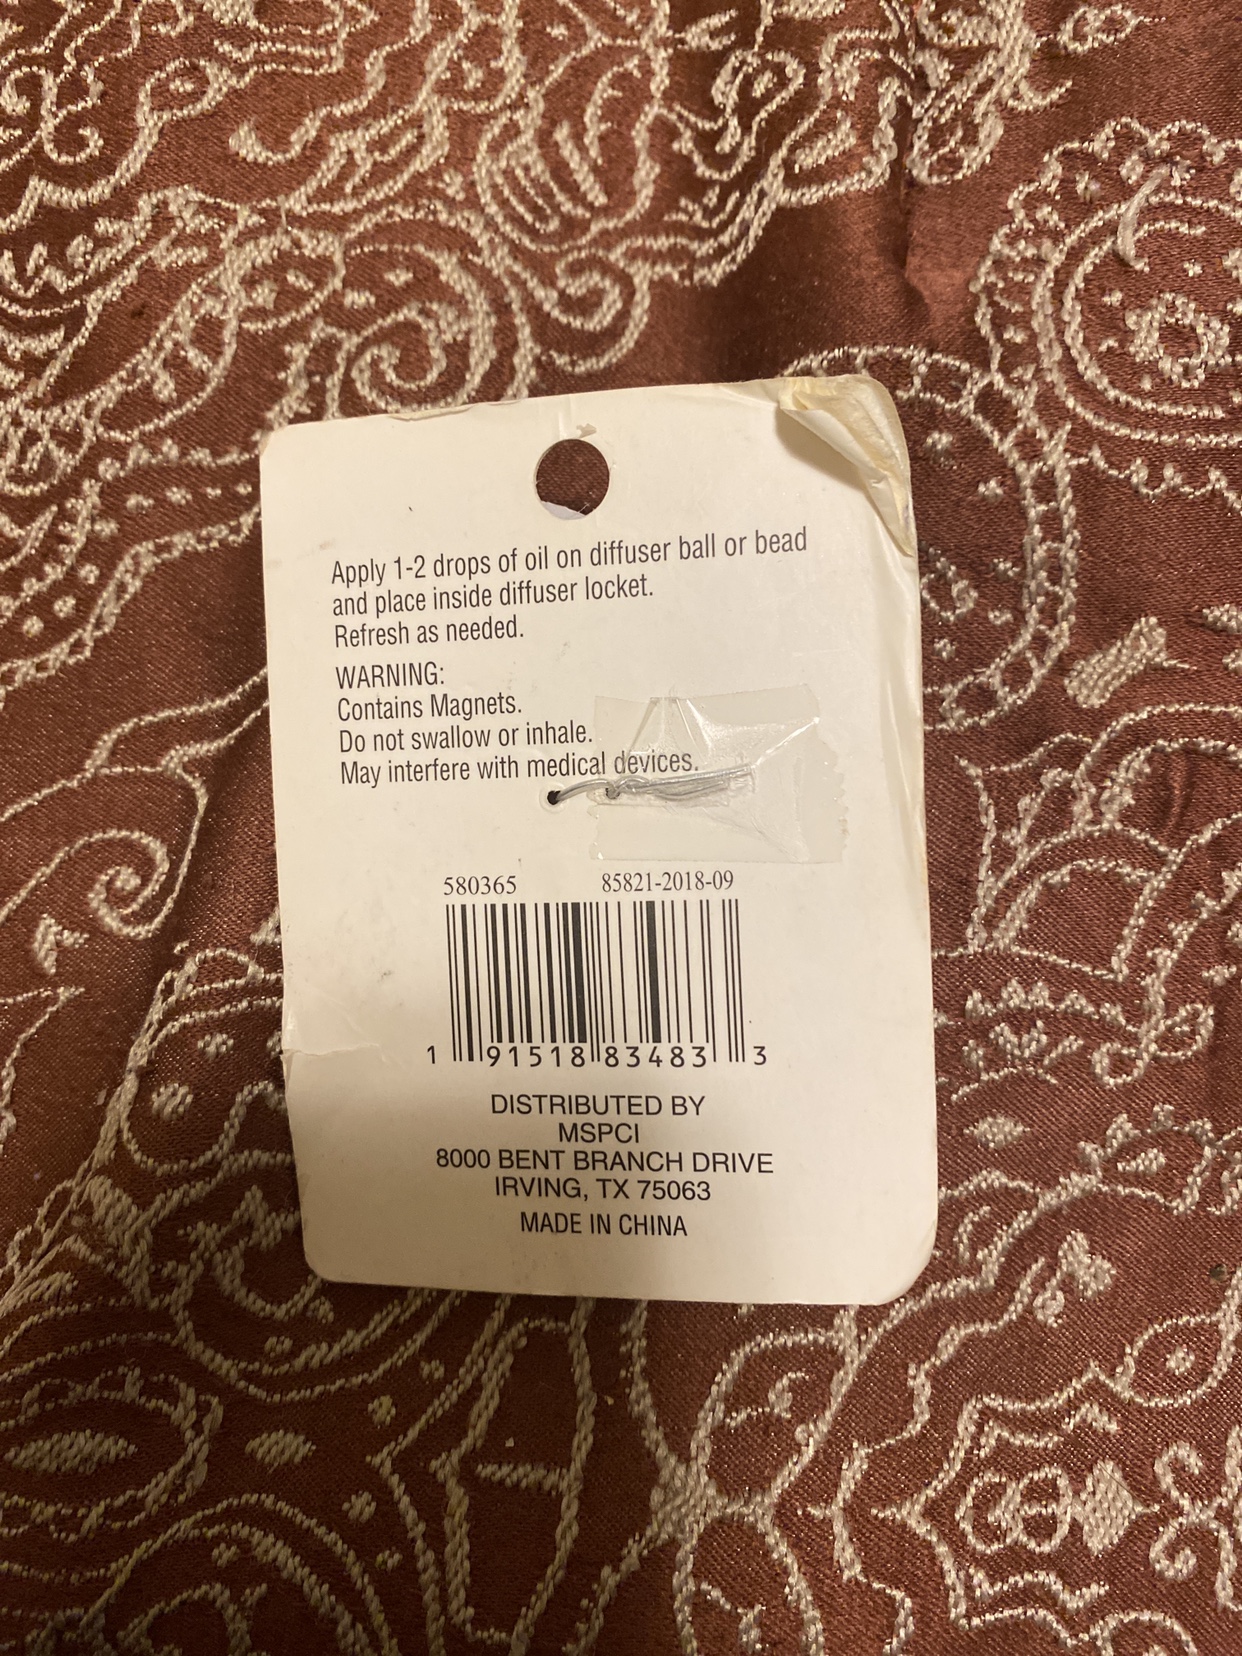 Apply 1-2 drops of oil on diffuser ball or bead
and place inside diffuser locket.
Refresh as needed.
WARNING:
Contains Magnets.
Do not swallow or inhale.
May interfere with medical devices.
580365 85821-2018-09
1 91518 83483 3
DISTRIBUTED BY
MSPCI
8000 BENT BRANCH DRIVE
IRVING, TX 75063
MADE IN CHINA